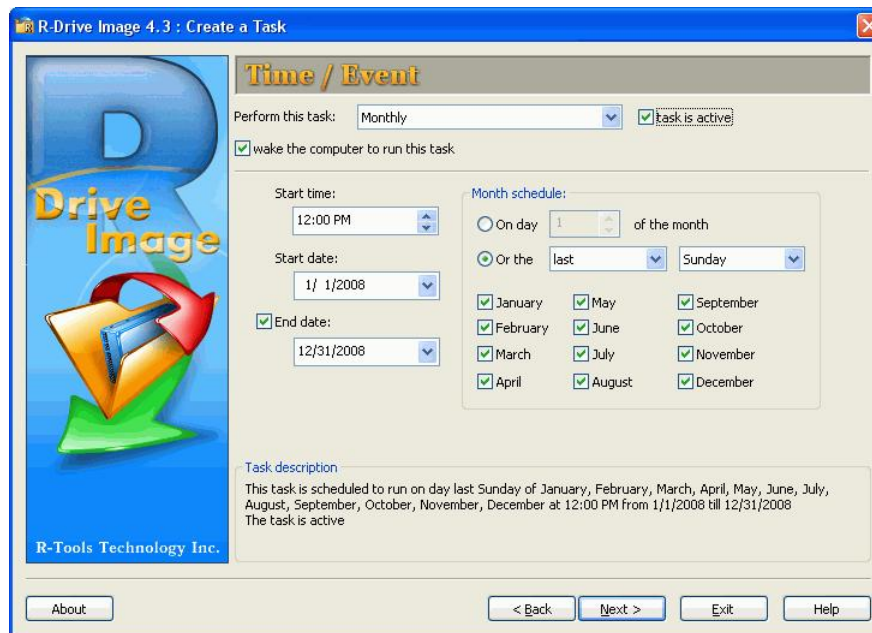 R-Drive Image 4.3 : Create a Task
R
Drive
Image
R-Tools Technology Inc.
Time / Event
Perform this task: Monthly task is active
wake the computer to run this task
Start time:
12:00 PM
Start date:
1/ 1/2008
End date:
12/31/2008
Month schedule:
On day 1 of the month
Or the last Sunday
January May September
February June October
March July November
April August December
Task description
This task is scheduled to run on day last Sunday of January, February, March, April, May, June, July,
August, September, October, November, December at 12:00 PM from 1/1/2008 till 12/31/2008
The task is active
About < Back Next > Exit Help